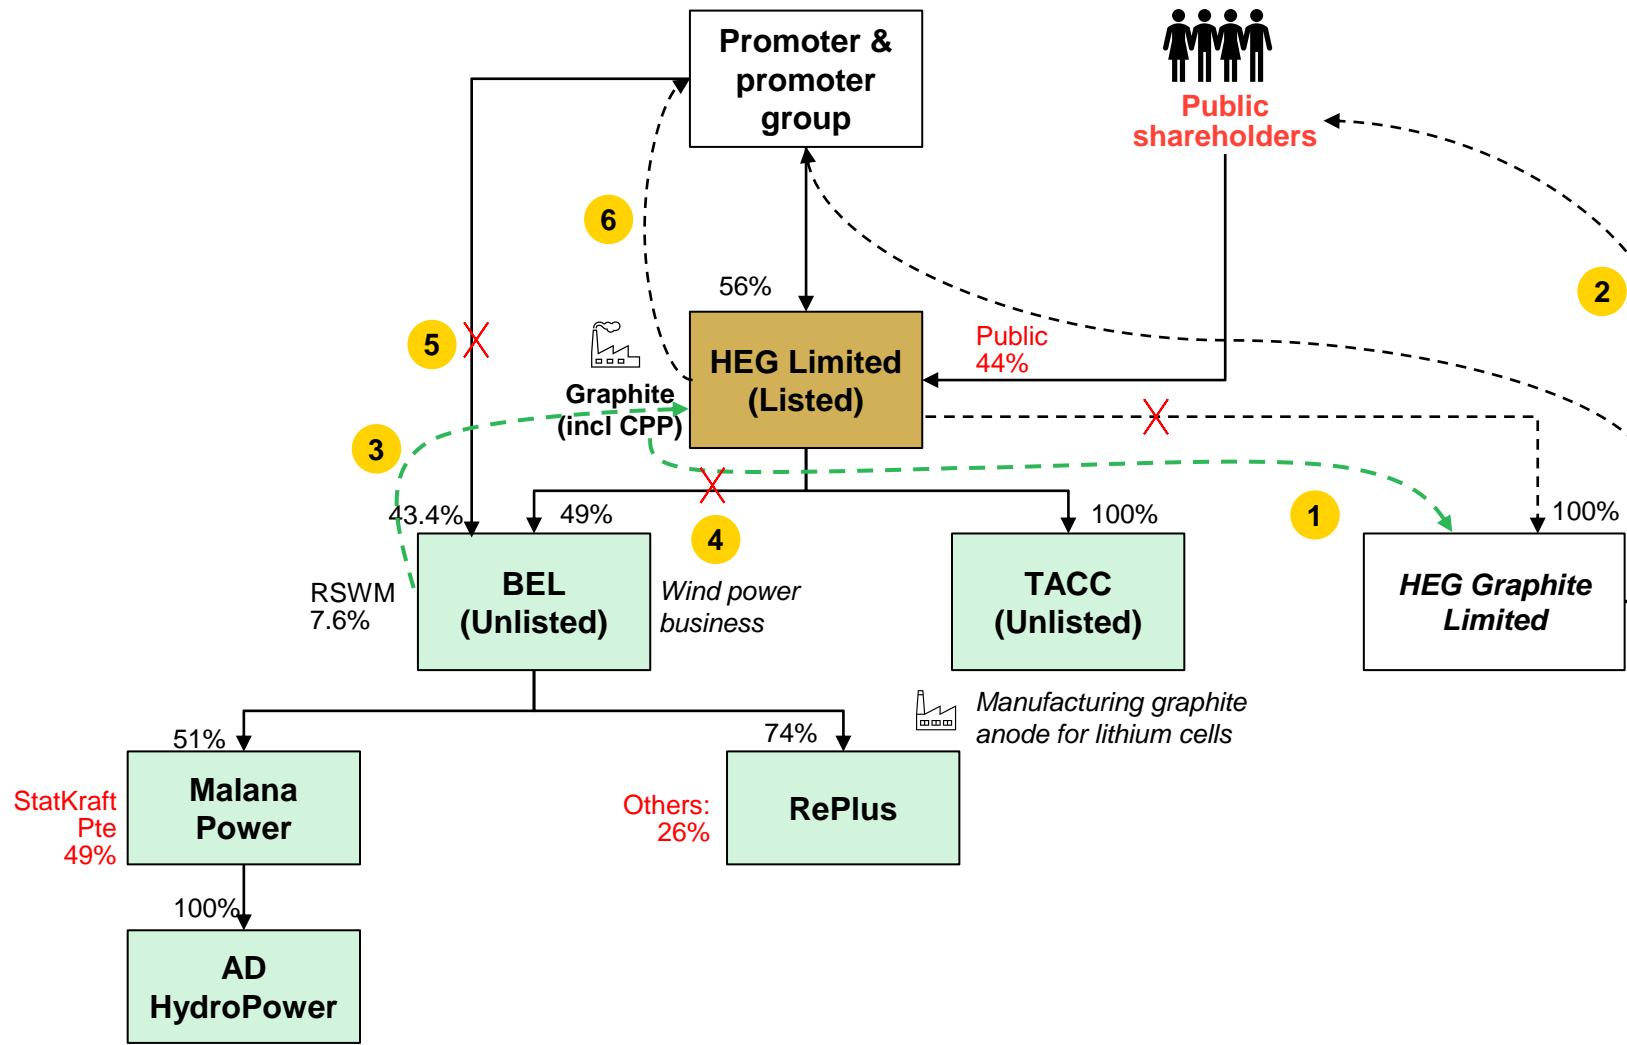 Promoter &
promoter
group
Public
shareholders
6
2
56%
5
Public
44%
HEG Limited
(Listed)
Graphite
(incl CPP)
3
43.4%
49%
4
100%
1
100%
RSWM
7.6%
BEL
(Unlisted)
Wind power
business
TACC
(Unlisted)
HEG Graphite
Limited
Manufacturing graphite
anode for lithium cells
51%
74%
StatKraft
Pte
49%
Malana
Power
Others:
26%
RePlus
100%
AD
HydroPower